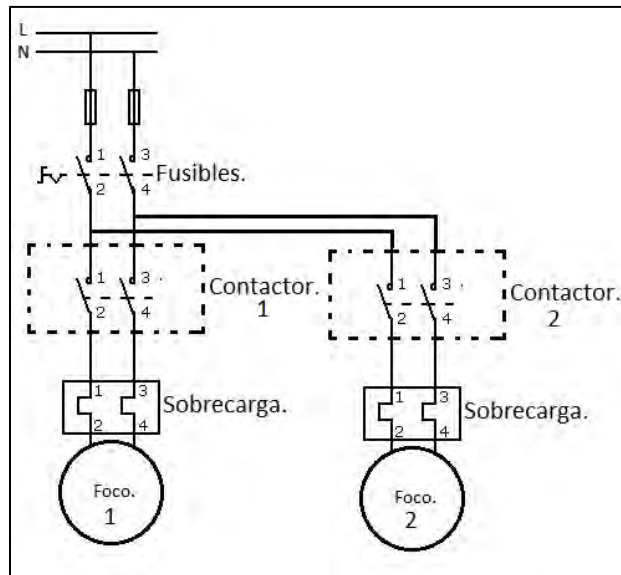 L
N
1 3
Fusibles.
2 4
1 3
Contactor.
1
2 4
1 3
Contactor.
2
2 4
1 3
Sobrecarga.
2 4
1 3
Sobrecarga.
2 4
Foco.
1
Foco.
2